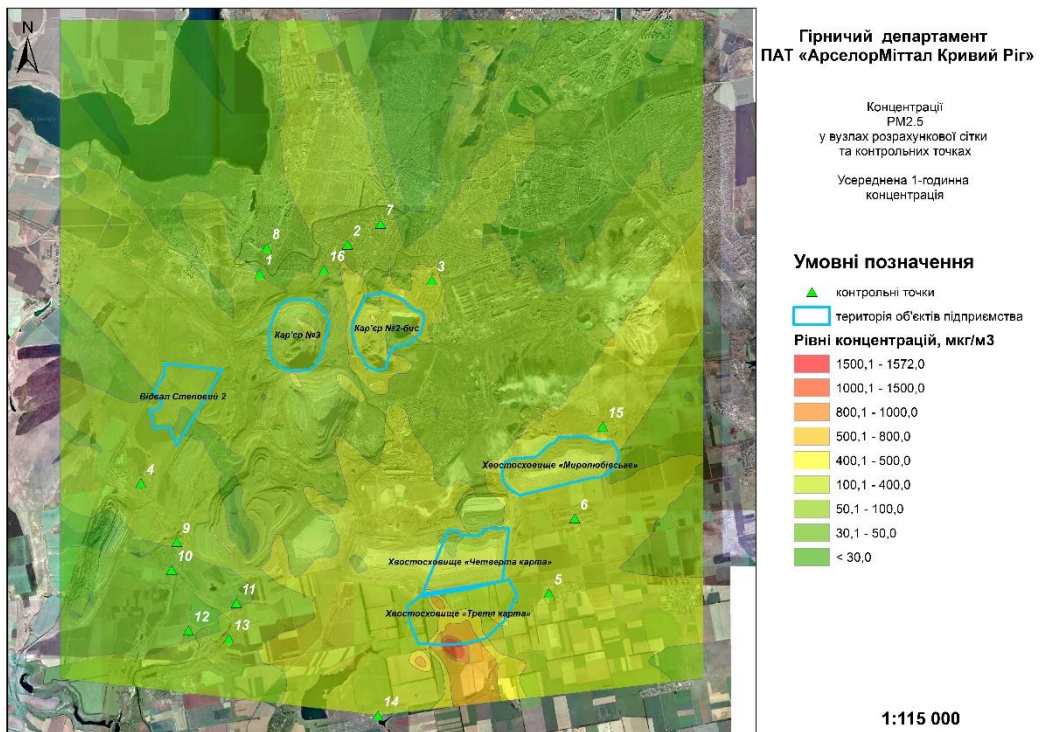 N
Гірничий департамент
ПАТ «АрселорМіттал Кривий Ріг»
Концентрації
PM2.5
у вузлах розрахункової сітки
та контрольних точках
Усереднена 1-годинна
концентрація
Умовні позначення
контрольні точки
територія об'єктів підприємства
Рівні концентрацій, мкг/м3
1500,1 - 1572,0
1000,1 - 1500,0
800,1 - 1000,0
500,1 - 800,0
400,1 - 500,0
100,1 - 400,0
50,1 - 100,0
30,1 - 50,0
< 30,0
1:115 000
7
8
2
1
16
3
Кар'єр №3
Кар'єр №2-біс
Відвал Степовий 2
15
Хвостосховище «Миролюбівське»
4
6
9
Хвостосховище «Четверта карта»
10
5
11
Хвостосховище «Третя карта»
12
13
14